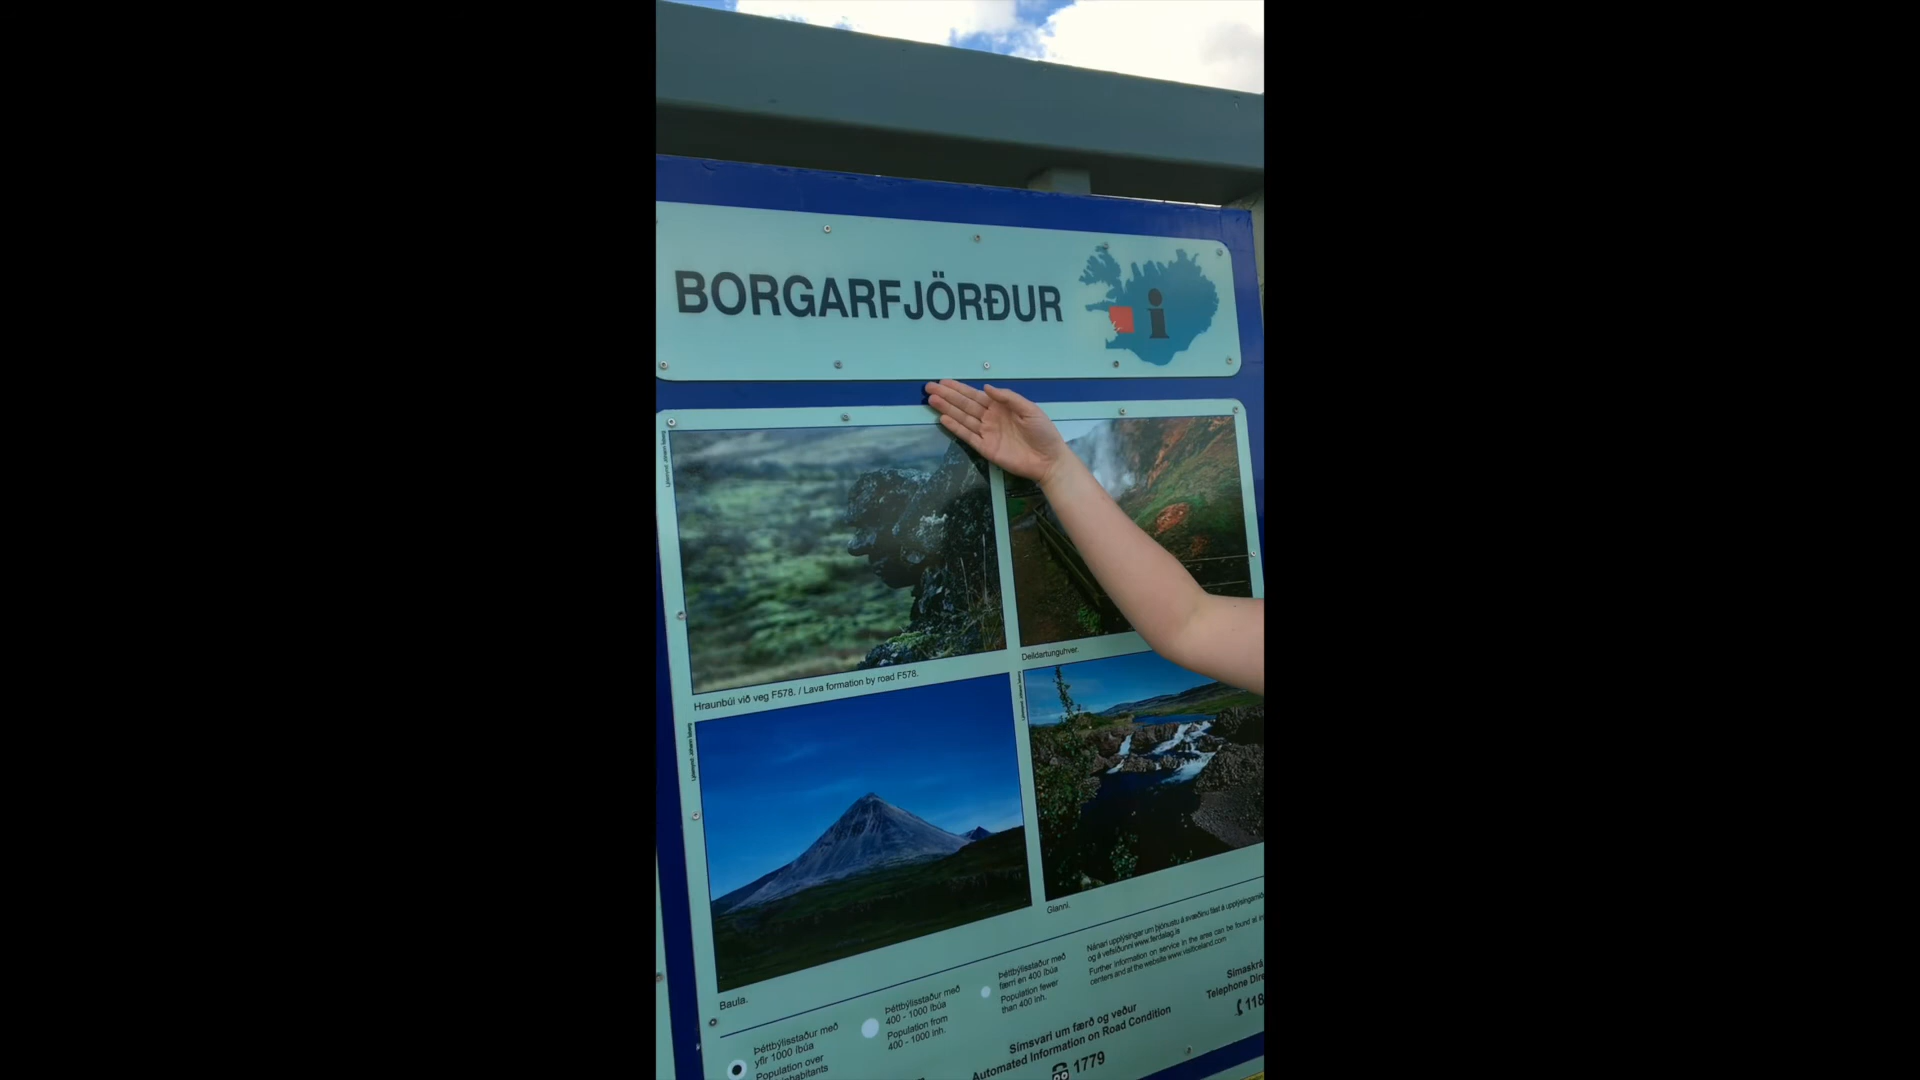 BORGARFJÖRÐUR
i
Hraunbúi við veg F578. / Lava formation by road F578.
Deildartunguhver.
Baula.
Glanni.
Þéttbýlisstaður með
yfir 1000 íbúa
Population over
Þéttbýlisstaður með
400 - 1000 íbúa
Population from
400 - 1000 inh.
Þéttbýlisstaður með
færri en 400 íbúa
Population fewer
than 400 inh.
Nánari upplýsingar um þjónustu á svæðinu fást á
og á vefsíðunni www.ferdalag.is
Further information on service in the area can be found at
centers and at the website www.visiticeland.com
Símsvari um færð og veður
Automated Information on Road Condition
1779
Símaskrá
Telephone
118